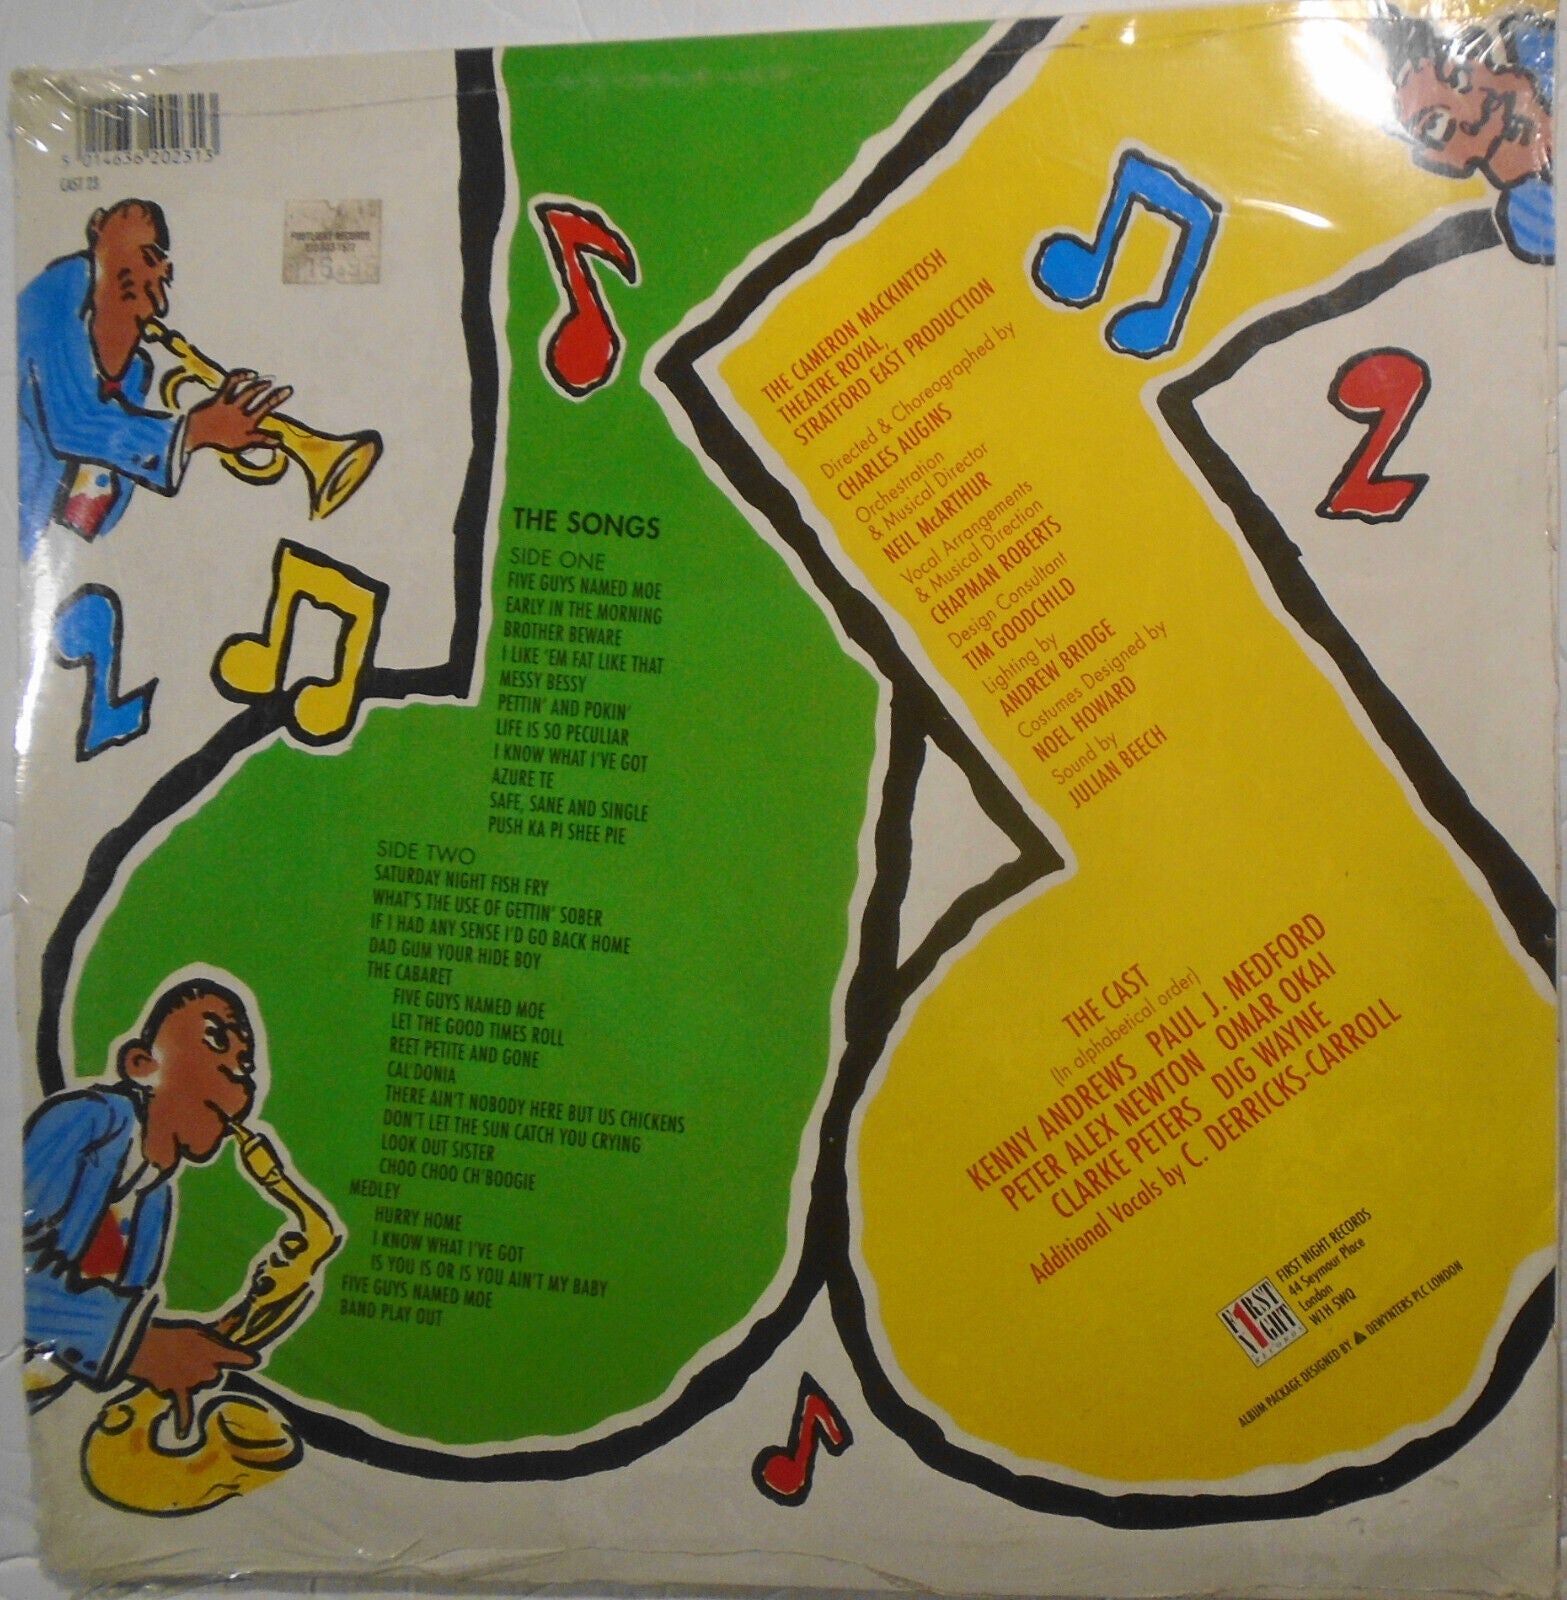 5 014636 202313
CAST 23
FOOTLIGHT RECORDS
THE SONGS
SIDE ONE
FIVE GUYS NAMED MOE
EARLY IN THE MORNING
BROTHER BEWARE
I LIKE 'EM FAT LIKE THAT
MESSY BESSY
PETTIN' AND POKIN'
LIFE IS SO PECULIAR
I KNOW WHAT I'VE GOT
AZURE TE
SAFE, SANE AND SINGLE
PUSH KA PI SHEE PIE
SIDE TWO
SATURDAY NIGHT FISH FRY
WHAT'S THE USE OF GETTIN' SOBER
IF I HAD ANY SENSE I'D GO BACK HOME
DAD GUM YOUR HIDE BOY
THE CABARET
FIVE GUYS NAMED MOE
LET THE GOOD TIMES ROLL
REET PETITE AND GONE
CAL'DONIA
THERE AIN'T NOBODY HERE BUT US CHICKENS
DON'T LET THE SUN CATCH YOU CRYING
LOOK OUT SISTER
CHOO CHOO CH'BOOGIE
MEDLEY
HURRY HOME
I KNOW WHAT I'VE GOT
IS YOU IS OR IS YOU AIN'T MY BABY
FIVE GUYS NAMED MOE
BAND PLAY OUT
THE CAMERON MACKINTOSH
THEATRE ROYAL,
STRATFORD EAST PRODUCTION
Directed & Choreographed by
CHARLES AUGINS
Orchestration
& Musical Director
NEIL McARTHUR
Vocal Arrangements
& Musical Direction
CHAPMAN ROBERTS
Design Consultant
TIM GOODCHILD
Lighting by
ANDREW BRIDGE
Costumes Designed by
NOEL HOWARD
Sound by
JULIAN BEECH
THE CAST
(In alphabetical order)
KENNY ANDREWS PAUL J. MEDFORD
PETER ALEX NEWTON OMAR OKAI
CLARKE PETERS DIG WAYNE
Additional Vocals by C. DERRICKS-CARROLL
F1RST
N1GHT
RECORDS
FIRST NIGHT RECORDS
44 Seymour Place
London
W1H 5WQ
ALBUM PACKAGE DESIGNED BY DEWYNTERS PLC LONDON